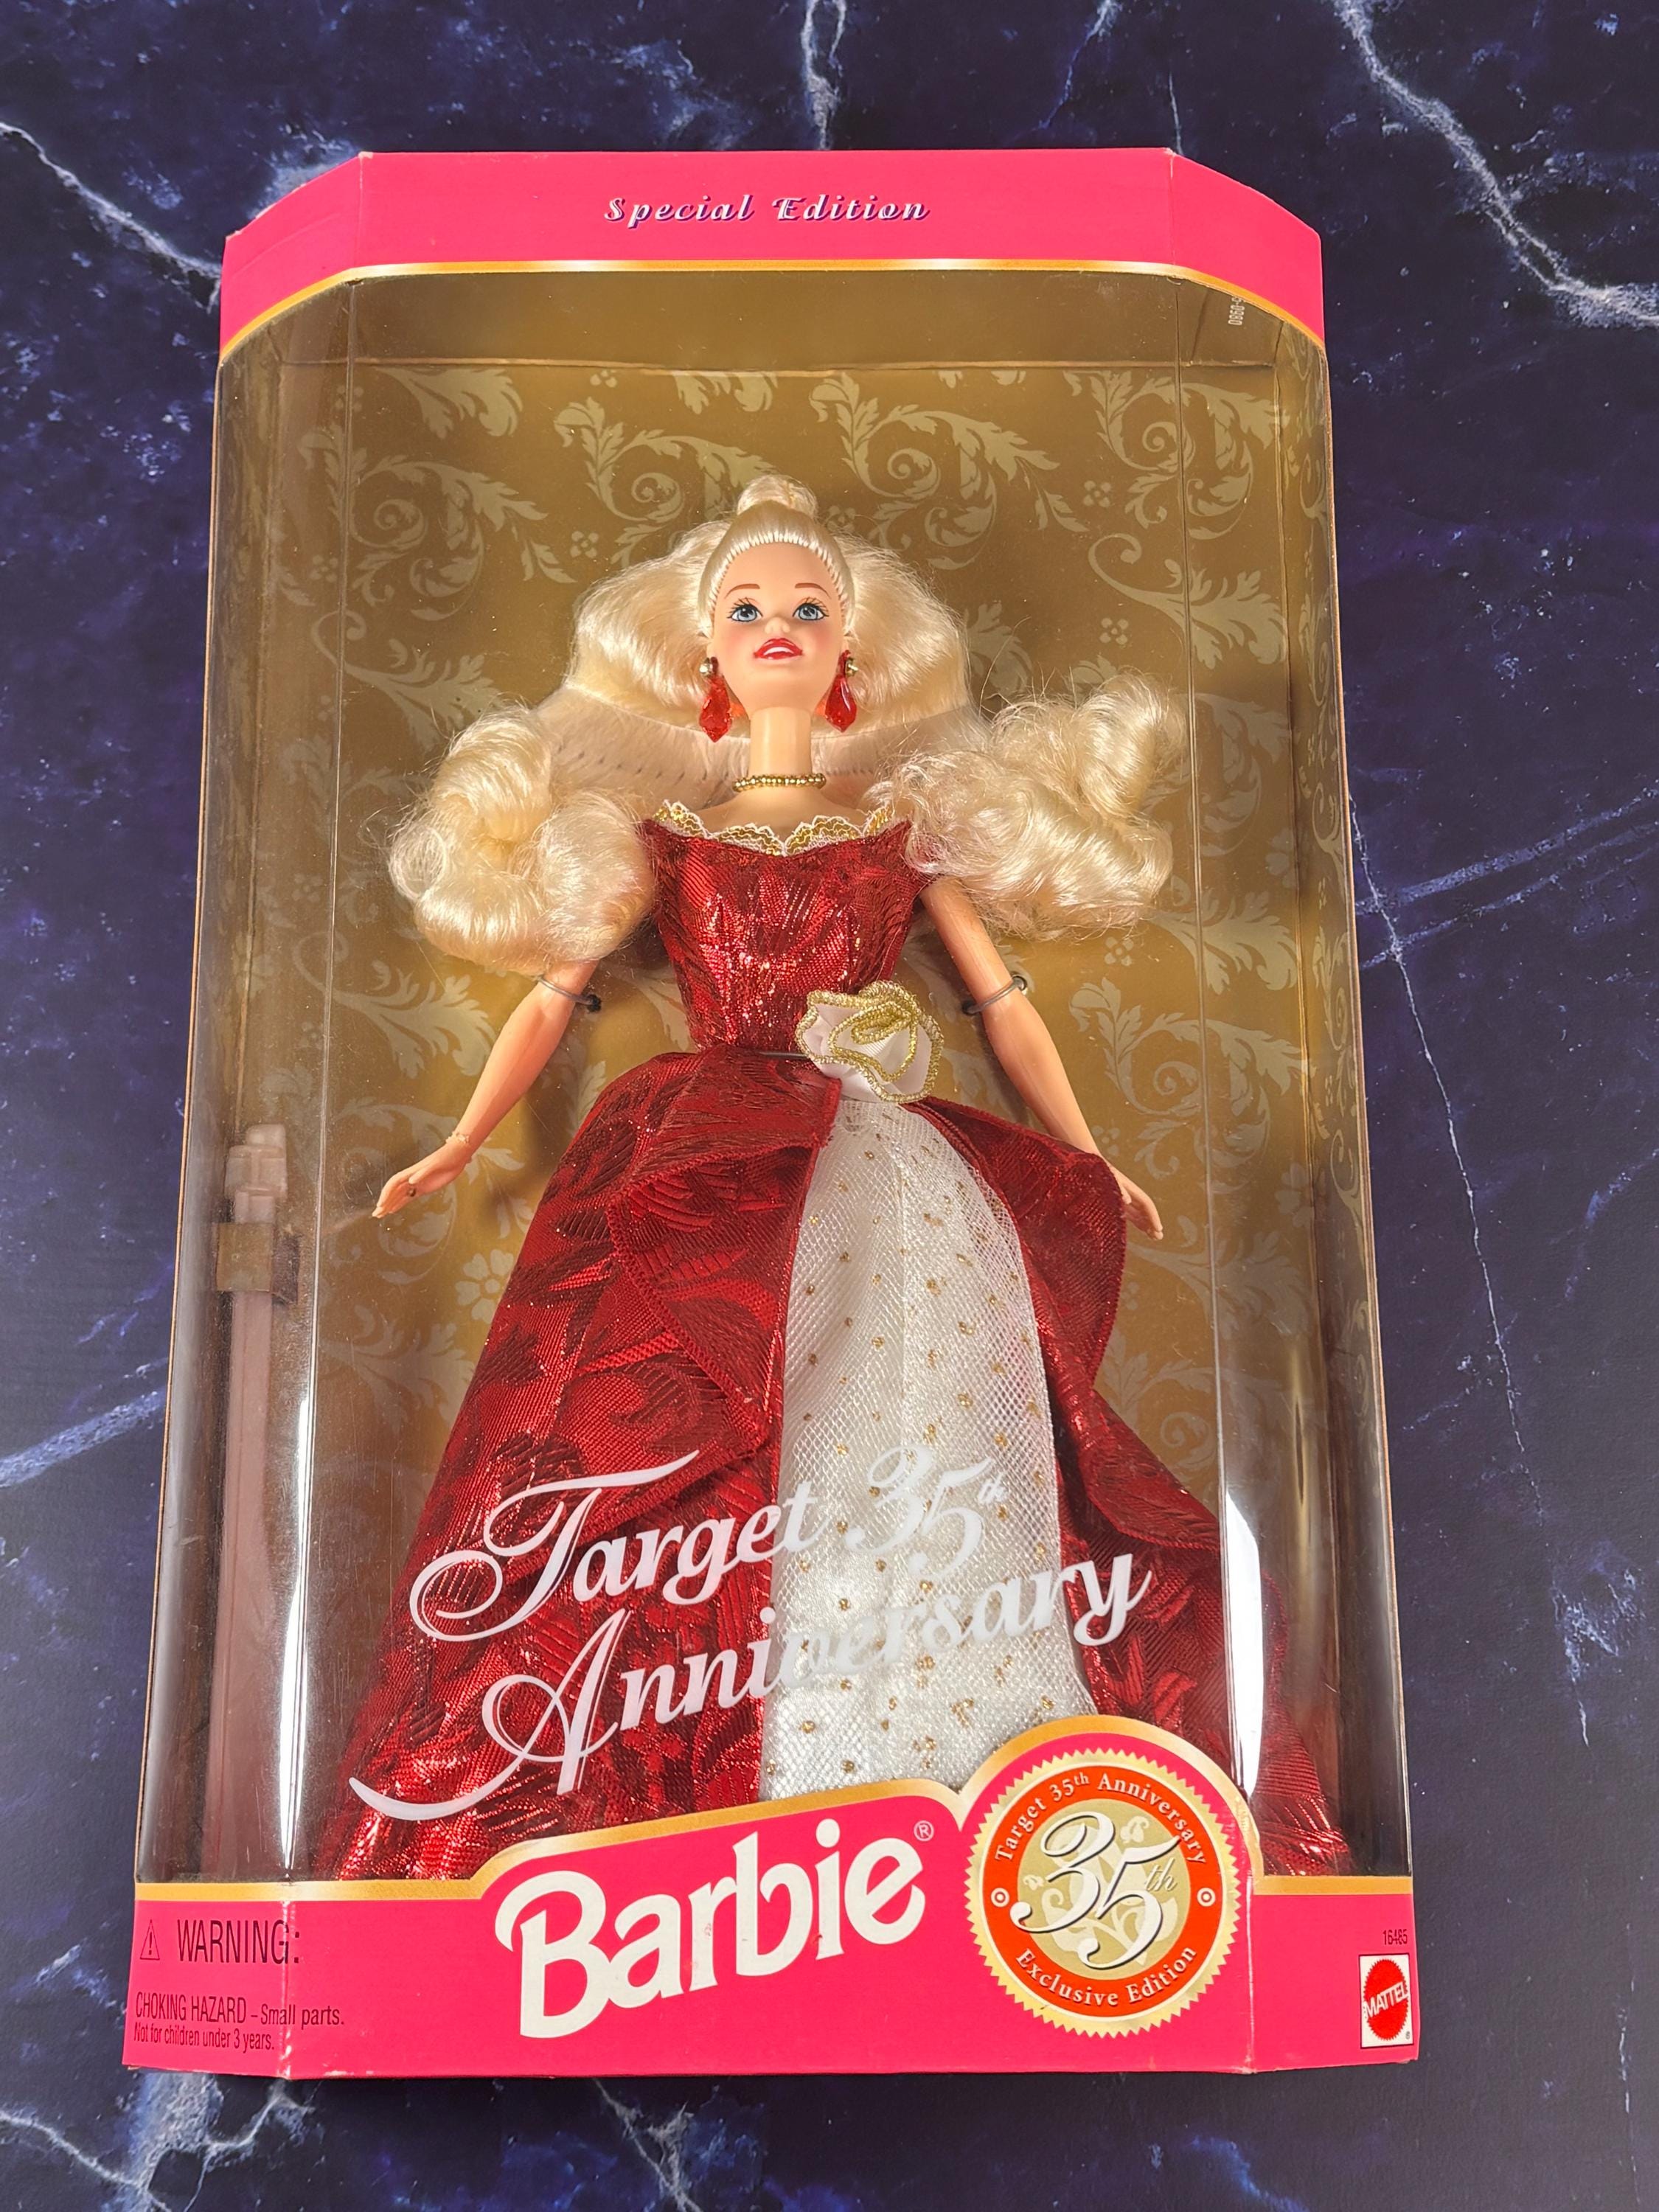 Special Edition
0980-
Target 35th
Anniversary
Barbie®
Target 35th Anniversary
35th
Exclusive Edition
WARNING:
CHOKING HAZARD – Small parts.
Not for children under 3 years.
16485
MATTEL
®